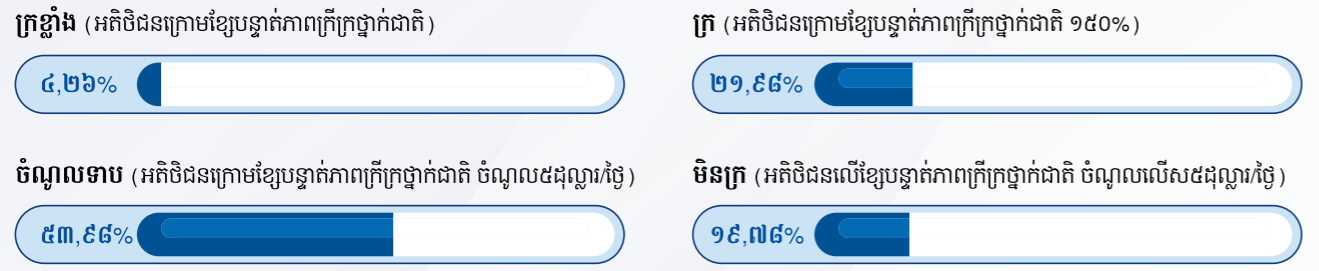 ក្រខ្លាំង (អតិថិជនក្រោមខ្សែបន្ទាត់ភាពក្រីក្រថ្នាក់ជាតិ)
៤,២៦%
ក្រ (អតិថិជនក្រោមខ្សែបន្ទាត់ភាពក្រីក្រថ្នាក់ជាតិ ១៥០%)
២១,៩៨%
ចំណូលទាប (អតិថិជនក្រោមខ្សែបន្ទាត់ភាពក្រីក្រថ្នាក់ជាតិ ចំណូល៥ដុល្លារ/ថ្ងៃ)
៥៣,៩៨%
មិនក្រ (អតិថិជនលើខ្សែបន្ទាត់ភាពក្រីក្រថ្នាក់ជាតិ ចំណូលលើស៥ដុល្លារ/ថ្ងៃ)
១៩,៧៨%